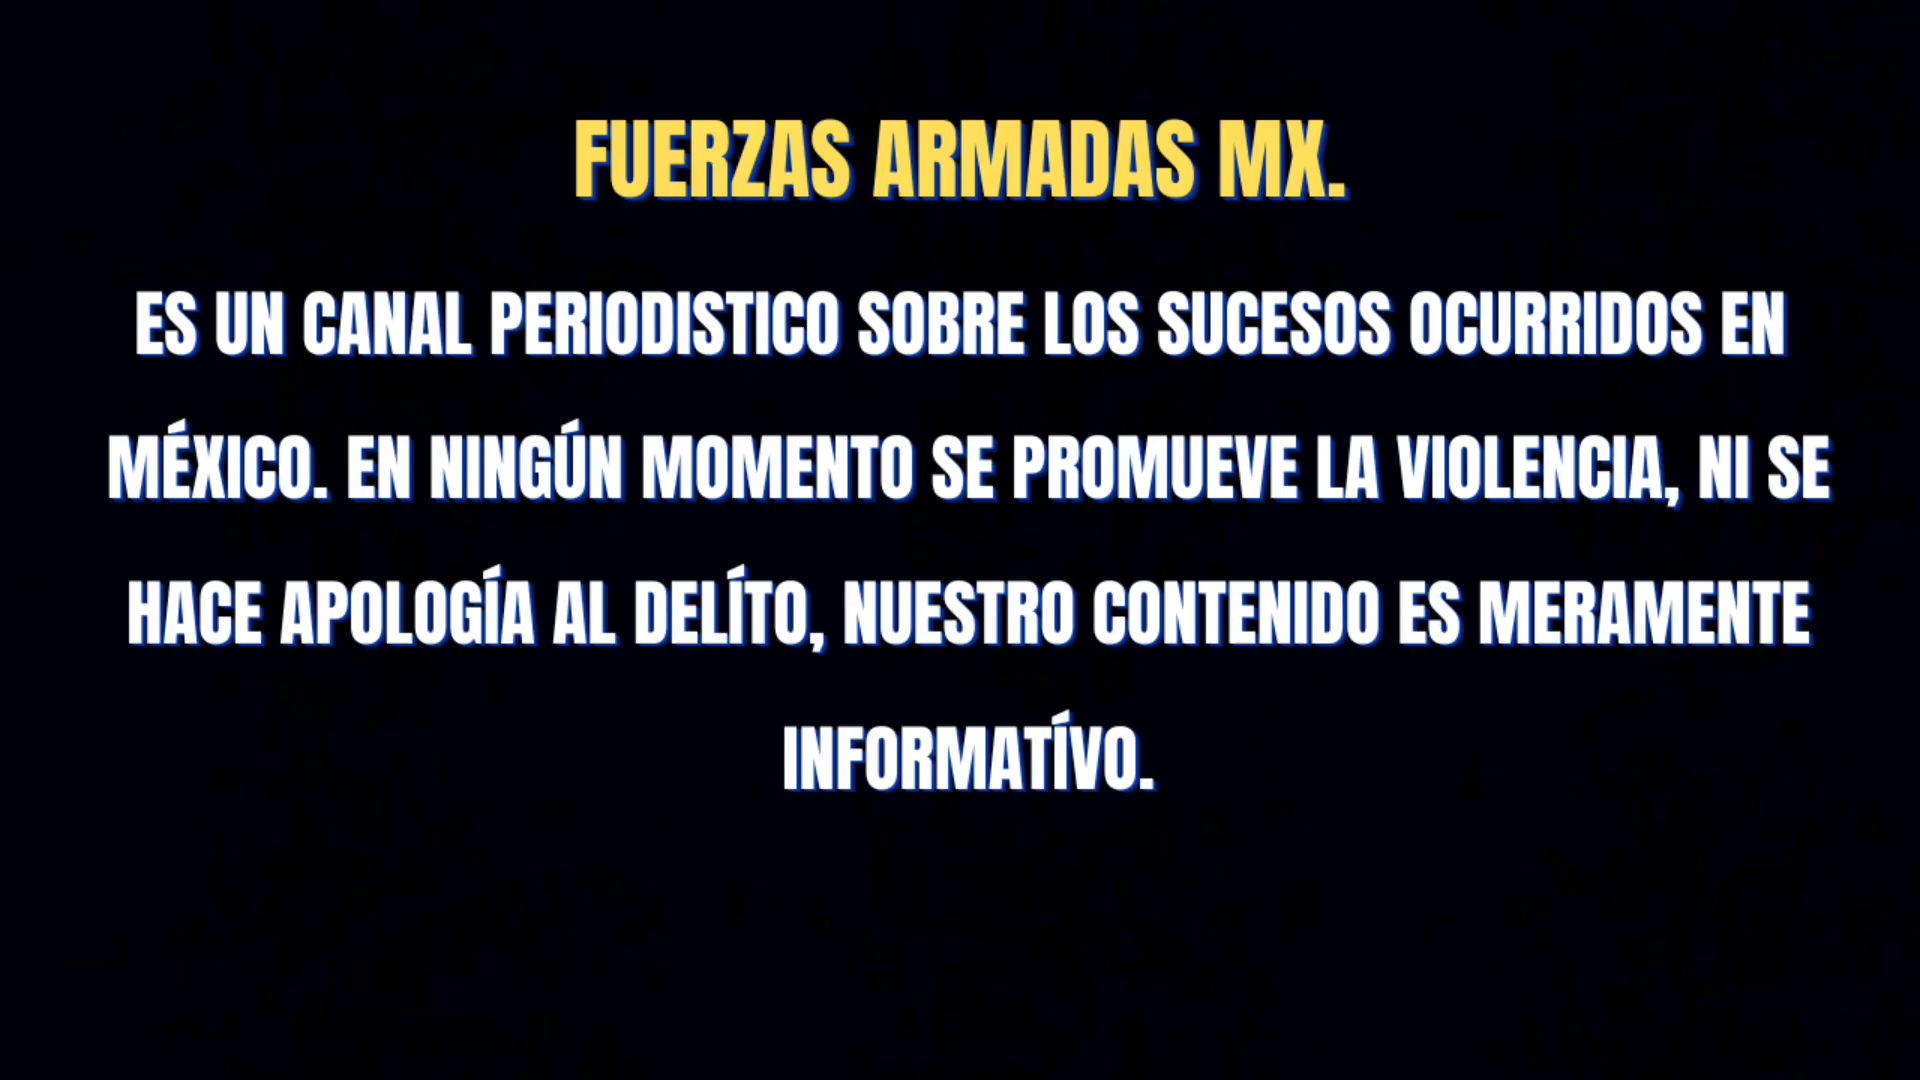 FUERZAS ARMADAS MX.
ES UN CANAL PERIODISTICO SOBRE LOS SUCESOS OCURRIDOS EN
MÉXICO. EN NINGÚN MOMENTO SE PROMUEVE LA VIOLENCIA, NI SE
HACE APOLOGÍA AL DELÍTO, NUESTRO CONTENIDO ES MERAMENTE
INFORMATÍVO.